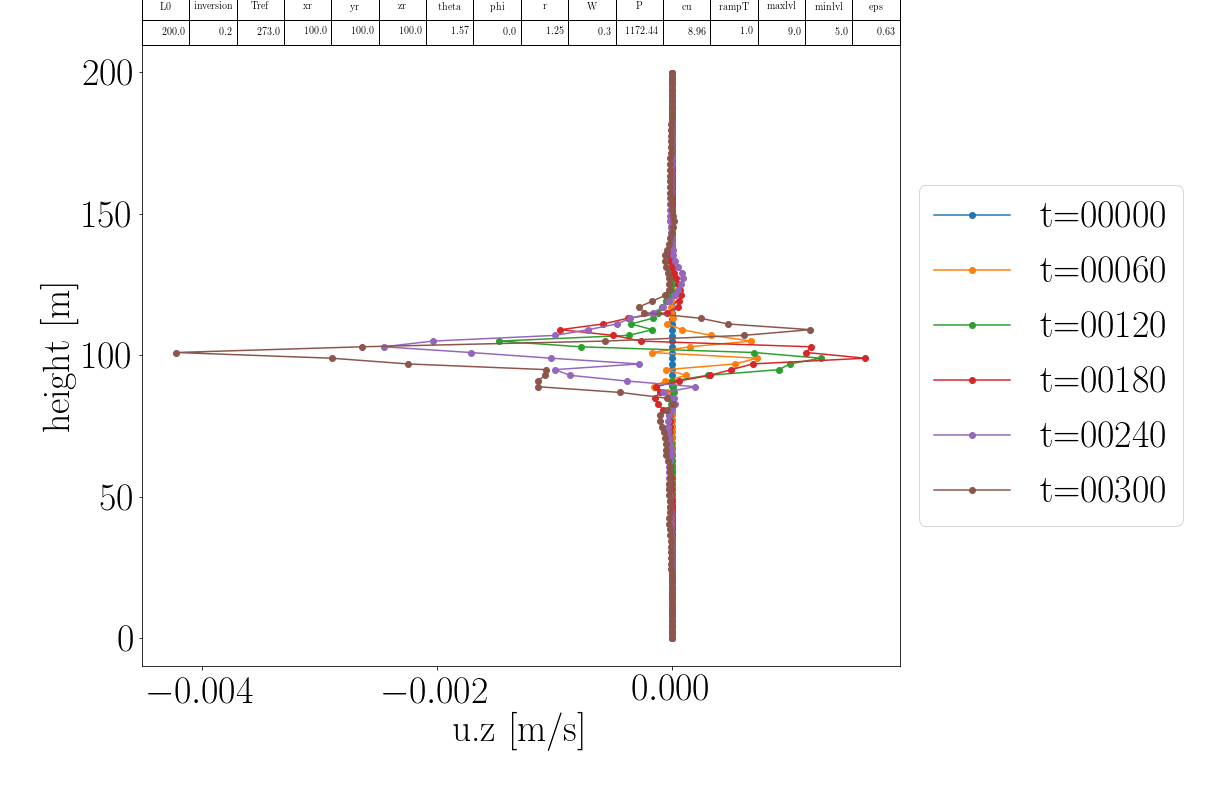 L0 inversion Tref xr yr zr theta phi r W P cu rampT maxlvl minlvl eps
200.0 0.2 273.0 100.0 100.0 100.0 1.57 0.0 1.25 0.3 1172.44 8.96 1.0 9.0 5.0 0.63
200
150
100
50
0
height [m]
−0.004 −0.002 0.000
u.z [m/s]
t=00000
t=00060
t=00120
t=00180
t=00240
t=00300